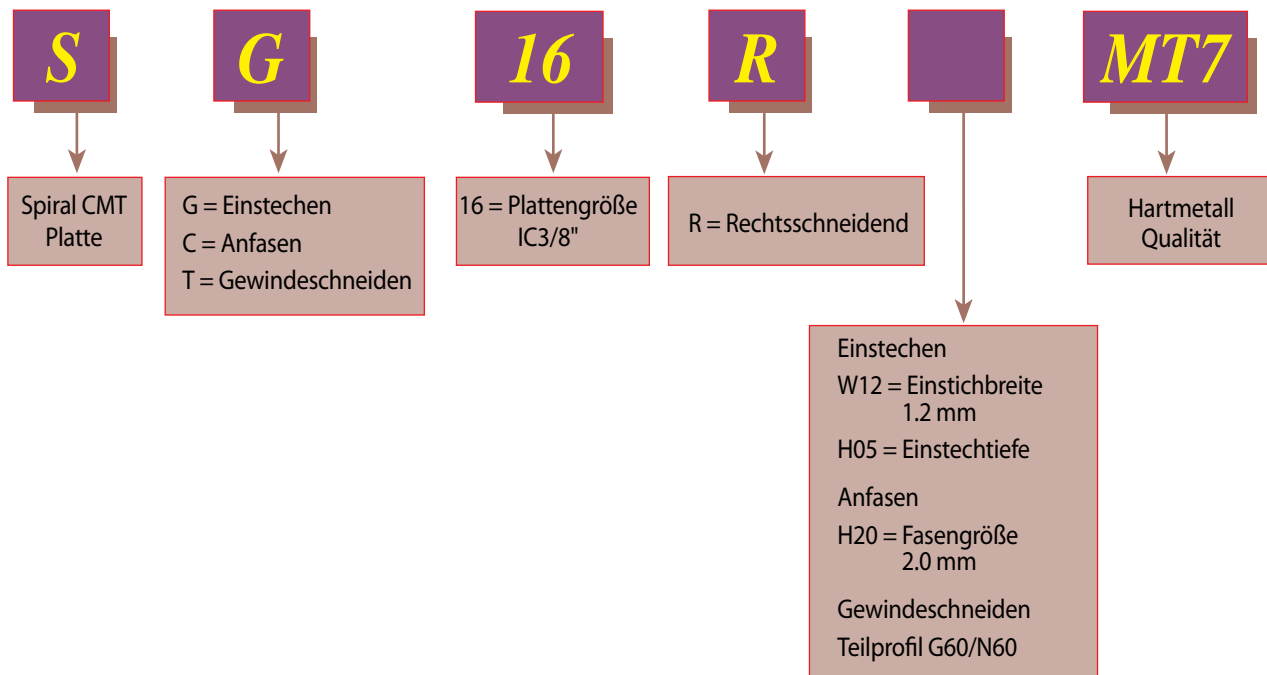 S G 16 R MT7
Spiral CMT
Platte
G = Einstechen
C = Anfasen
T = Gewindeschneiden
16 = Plattengröße
IC3/8"
R = Rechtsschneidend
Hartmetall
Qualität
Einstechen
W12 = Einstichbreite
1.2 mm
H05 = Einstechtiefe
Anfasen
H20 = Fasengröße
2.0 mm
Gewindeschneiden
Teilprofil G60/N60